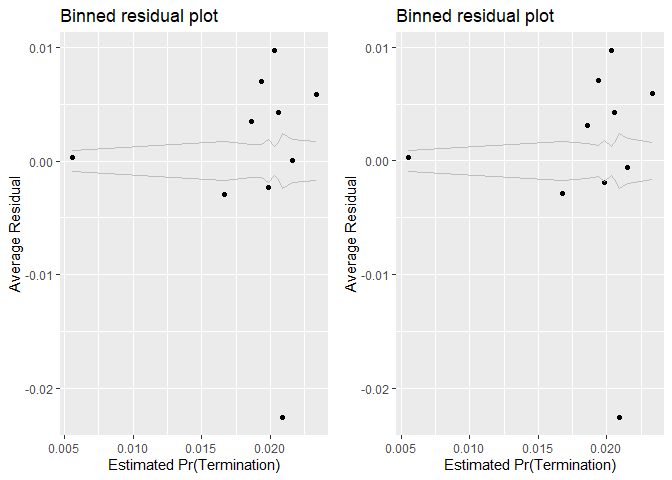 Binned residual plot
0.01
0.00
-0.01
-0.02
Average Residual
0.005
0.010
0.015
0.020
Estimated Pr(Termination)
Binned residual plot
0.01
0.00
-0.01
-0.02
Average Residual
0.005
0.010
0.015
0.020
Estimated Pr(Termination)